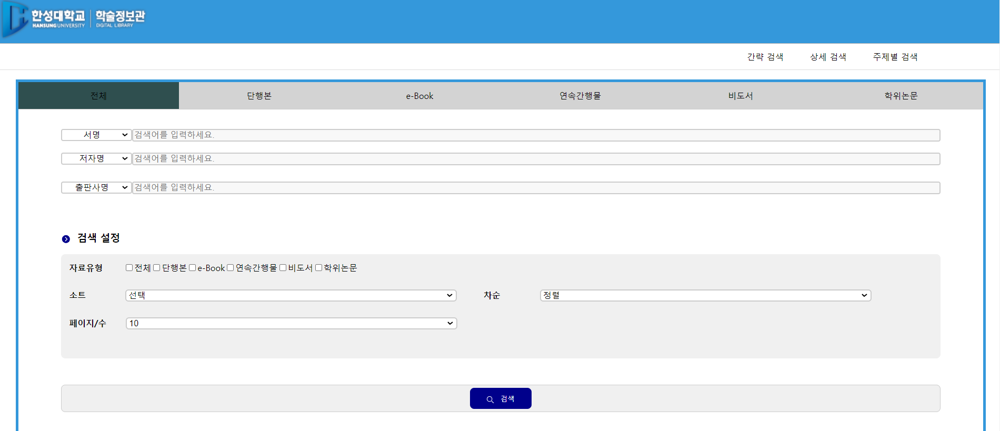 한성대학교 학술정보관
HANSUNG UNIVERSITY DIGITAL LIBRARY
간략 검색 상세 검색 주제별 검색
전체 단행본 e-Book 연속간행물 비도서 학위논문
서명 검색어를 입력하세요.
저자명 검색어를 입력하세요.
출판사명 검색어를 입력하세요.
검색 설정
자료유형 전체 단행본 e-Book 연속간행물 비도서 학위논문
소트 선택 차순 정렬
페이지/수 10
검색